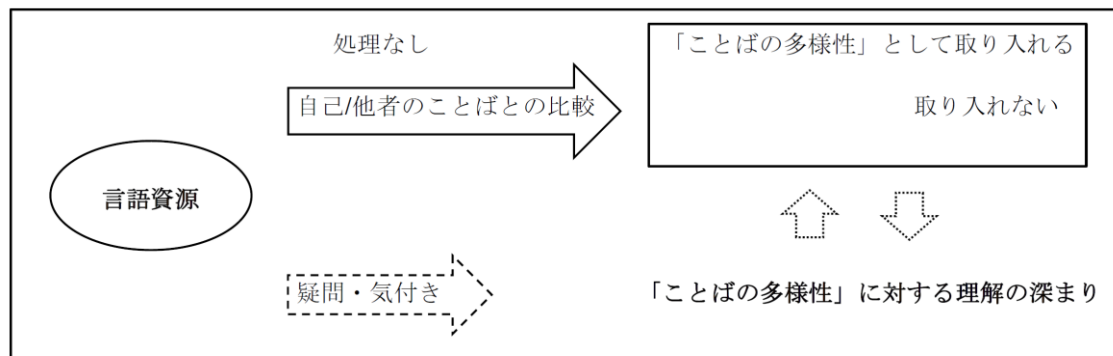 処理なし
「ことばの多様性」として取り入れる
自己/他者のことばとの比較
取り入れない
言語資源
疑問・気付き
「ことばの多様性」に対する理解の深まり